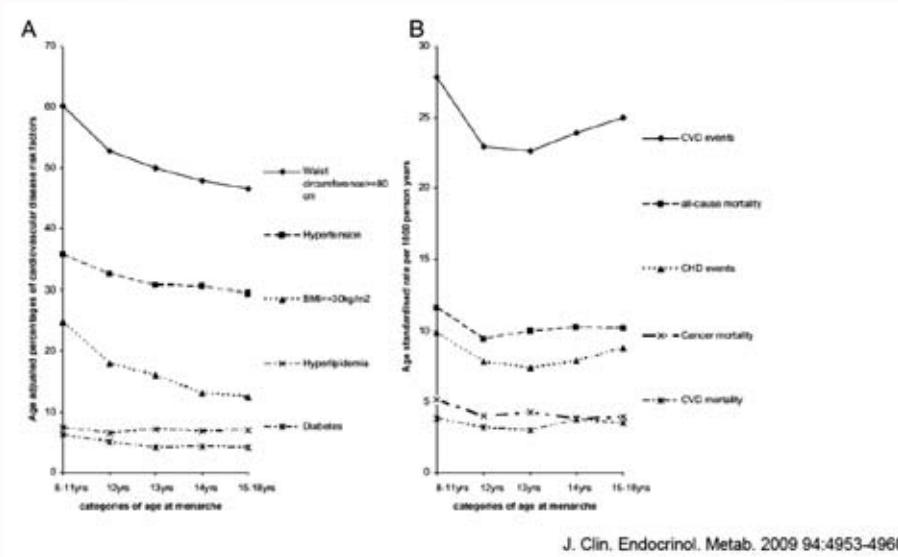 A
70
60
50
40
30
20
10
0
Age adjusted percentages of cardiovascular disease risk factors
8-11yrs 12yrs 13yrs 14yrs 15-18yrs
categories of age at menarche
Waist
circumference>=80
cm
Hypertension
BMI>=30kg/m2
Hyperlipidemia
Diabetes
B
30
25
20
15
10
5
0
Age standardised rate per 1000 person years
8-11yrs 12yrs 13yrs 14yrs 15-18yrs
categories of age at menarche
CVD events
all-cause mortality
CHD events
Cancer mortality
CVD mortality
J. Clin. Endocrinol. Metab. 2009 94:4953-4960